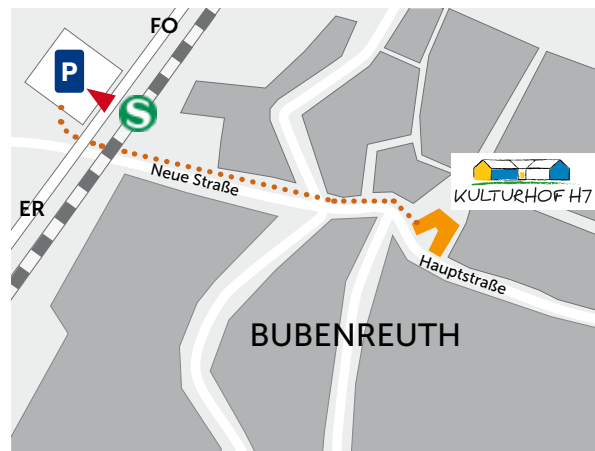 FO
P
S
ER
Neue Straße
KULTURHOF H7
Hauptstraße
BUBENREUTH